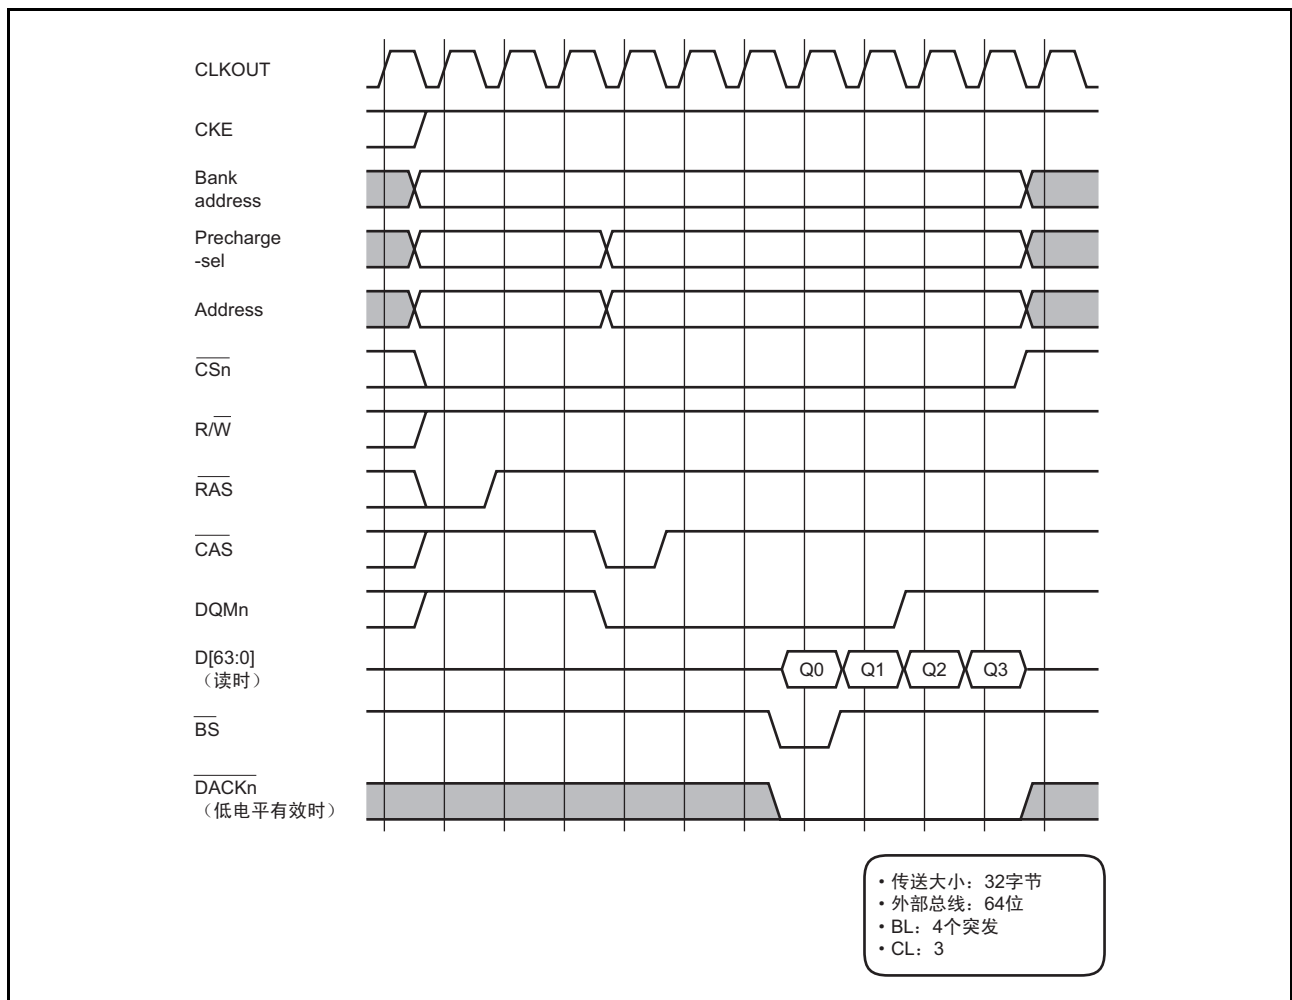 CLKOUT
CKE
Bank
address
Precharge
-sel
Address
CSn
R/W
RAS
CAS
DQMn
D[63:0]
（读时）
Q0 Q1 Q2 Q3
BS
DACKn
（低电平有效时）
• 传送大小：32字节
• 外部总线：64位
• BL：4个突发
• CL：3